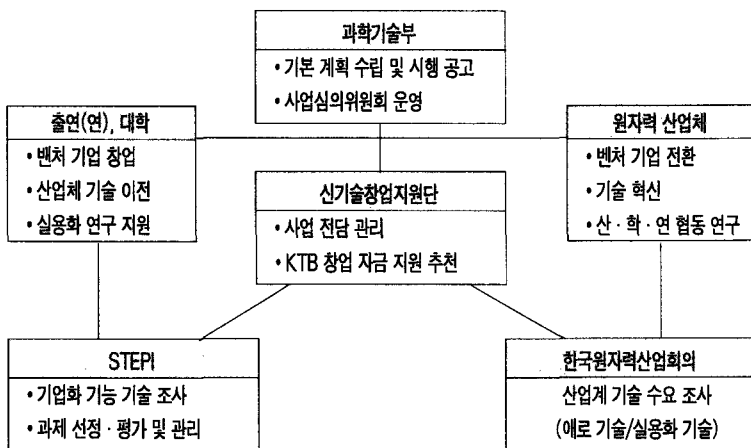 과학기술부
• 기본 계획 수립 및 시행 공고
• 사업심의위원회 운영
출연(연), 대학
• 벤처 기업 창업
• 산업체 기술 이전
• 실용화 연구 지원
원자력 산업체
• 벤처 기업 전환
• 기술 혁신
• 산 · 학 · 연 협동 연구
신기술창업지원단
• 사업 전담 관리
• KTB 창업 자금 지원 추천
STEPI
• 기업화 기능 기술 조사
• 과제 선정 · 평가 및 관리
한국원자력산업회의
산업계 기술 수요 조사
(애로 기술/실용화 기술)